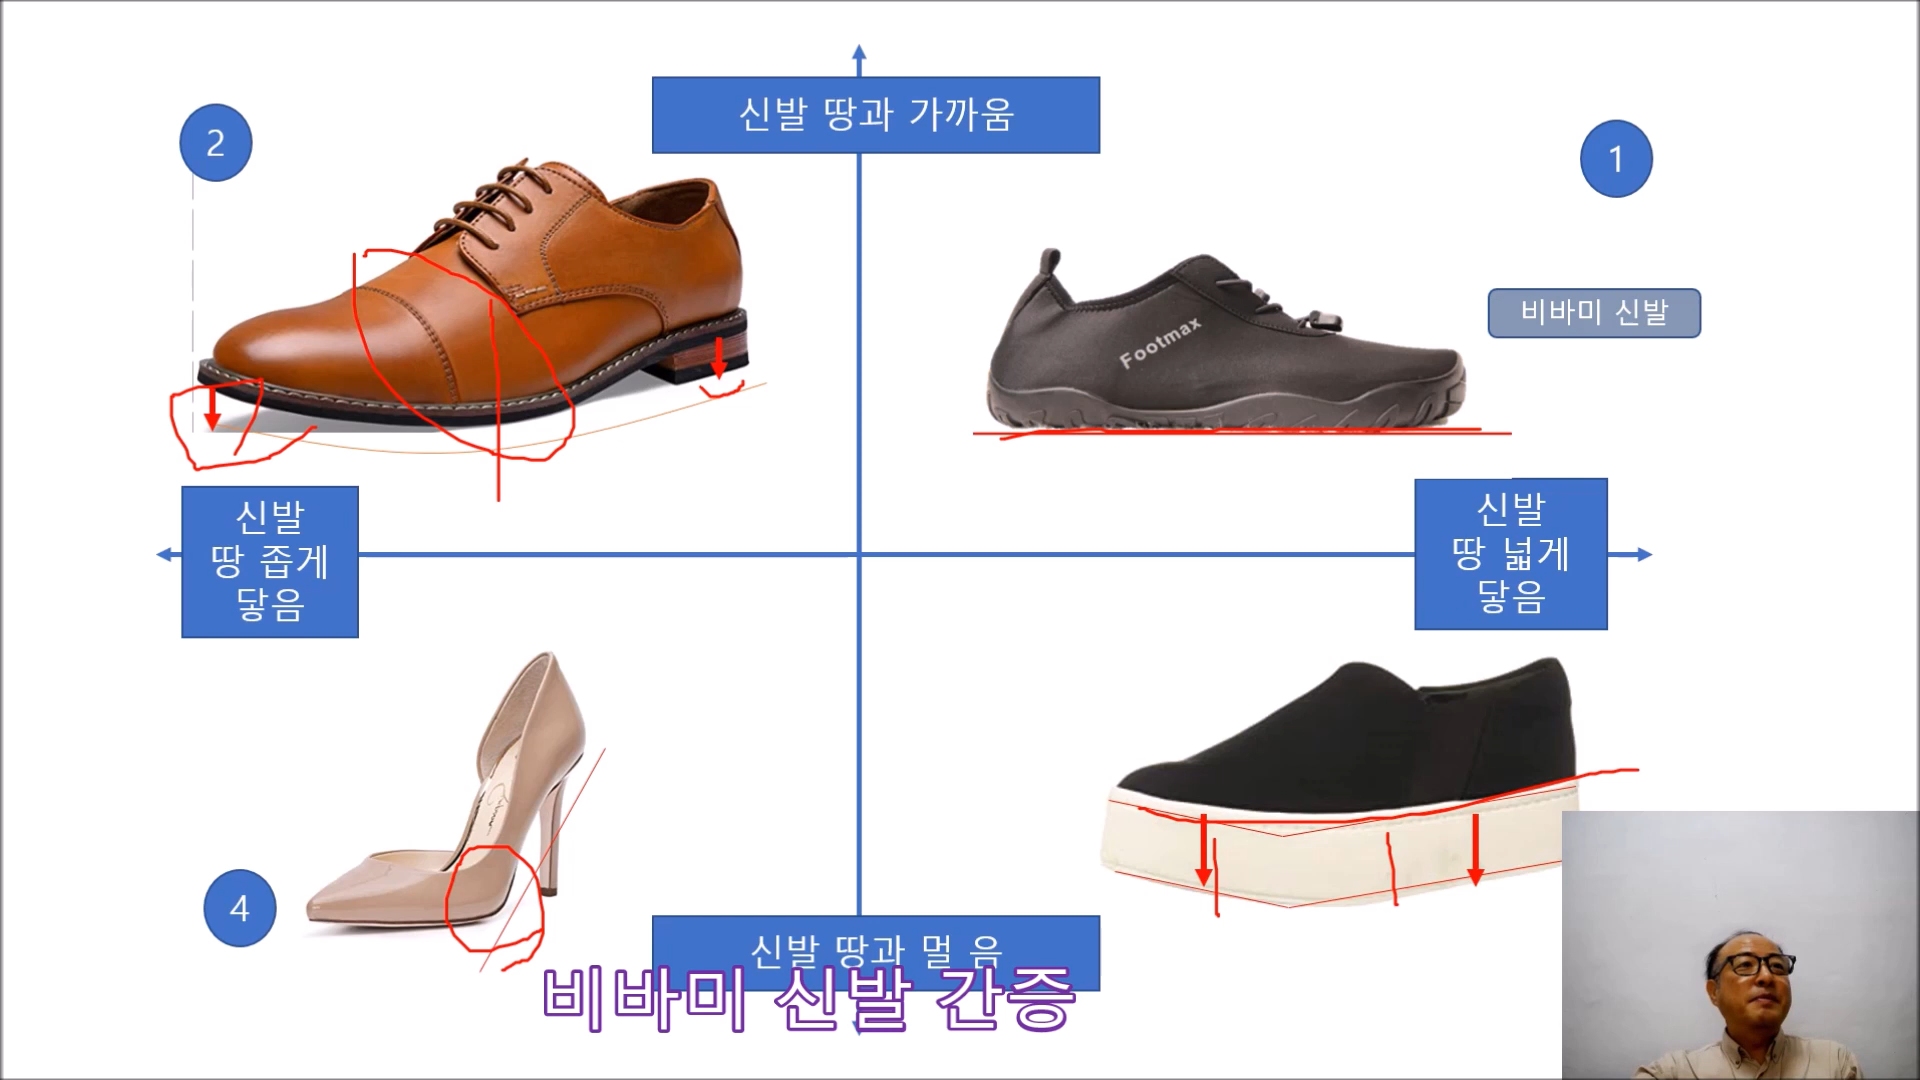 신발 땅과 가까움
2
1
Footmax
비바미 신발
신발
땅 좁게
닿음
신발
땅 넓게
닿음
4
신발 땅과 멀 음
비바미 신발 간증